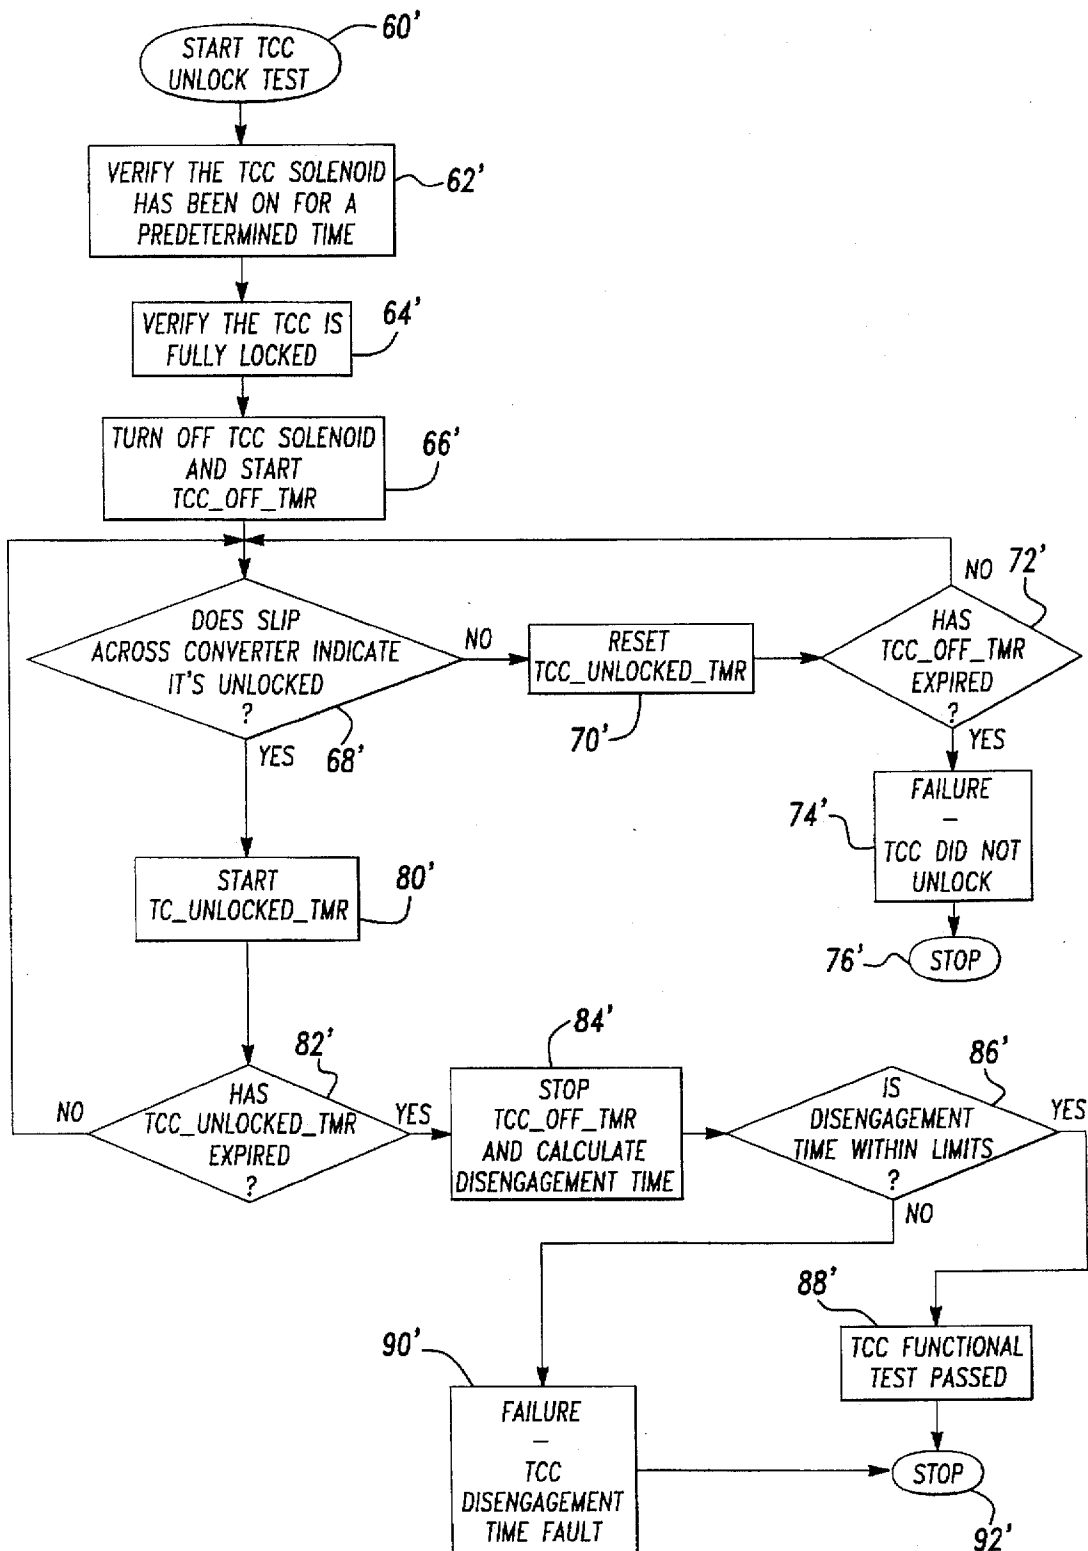 START TCC
UNLOCK TEST
60'
VERIFY THE TCC SOLENOID
HAS BEEN ON FOR A
PREDETERMINED TIME
62'
VERIFY THE TCC IS
FULLY LOCKED
64'
TURN OFF TCC SOLENOID
AND START
TCC_OFF_TMR
66'
DOES SLIP
ACROSS CONVERTER INDICATE
IT'S UNLOCKED
?
68'
NO
YES
RESET
TCC_UNLOCKED_TMR
70'
HAS
TCC_OFF_TMR
EXPIRED
?
72'
NO
YES
FAILURE
–
TCC DID NOT
UNLOCK
74'
STOP
76'
START
TC_UNLOCKED_TMR
80'
HAS
TCC_UNLOCKED_TMR
EXPIRED
?
82'
NO
YES
STOP
TCC_OFF_TMR
AND CALCULATE
DISENGAGEMENT TIME
84'
IS
DISENGAGEMENT
TIME WITHIN LIMITS
?
86'
YES
NO
TCC FUNCTIONAL
TEST PASSED
88'
FAILURE
–
TCC
DISENGAGEMENT
TIME FAULT
90'
STOP
92'